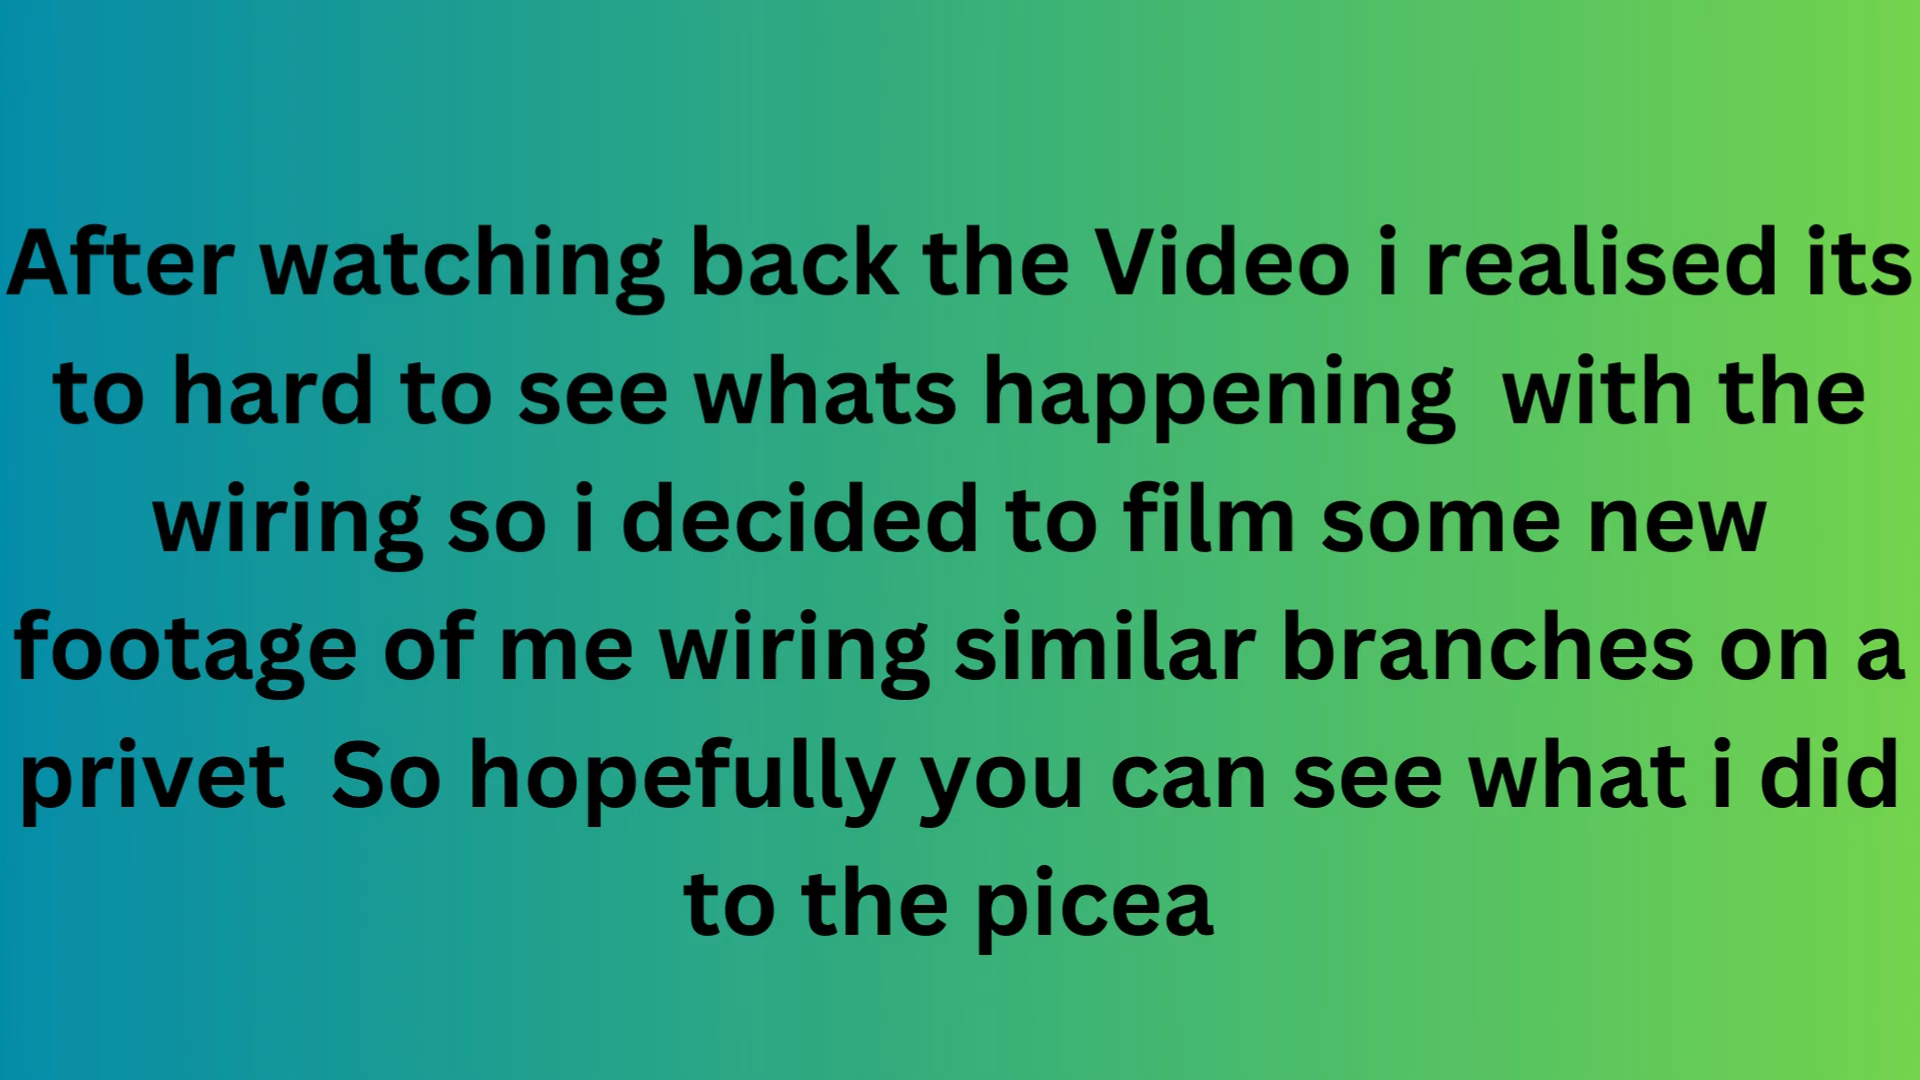 After watching back the Video i realised its
to hard to see whats happening  with the
wiring so i decided to film some new
footage of me wiring similar branches on a
privet  So hopefully you can see what i did
to the picea